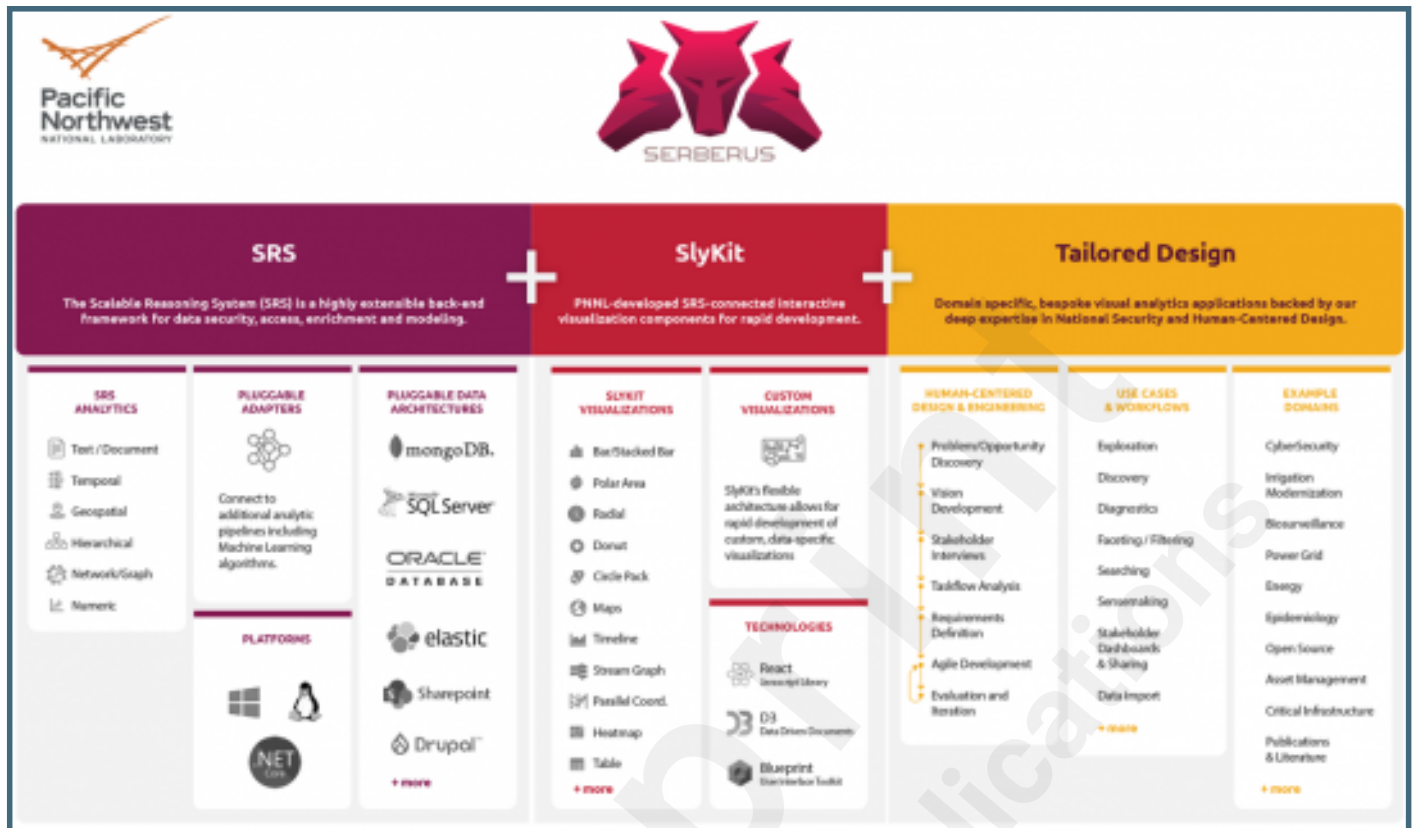 Pacific
Northwest
NATIONAL LABORATORY
SERBERUS
SRS
The Scalable Reasoning System (SRS) is a highly extensible back-end
framework for data security, access, enrichment and modeling.
SlyKit
PNNL-developed SRS-connected interactive
visualization components for rapid development.
Tailored Design
Domain specific, bespoke visual analytics applications backed by our
deep expertise in National Security and Human-Centered Design.
SRS
ANALYTICS
Text / Document
Temporal
Geospatial
Hierarchical
Network/Graph
Numeric
PLUGGABLE
ADAPTERS
Connect to
additional analytic
pipelines including
Machine Learning
algorithms.
PLATFORMS
.NET
Core
PLUGGABLE DATA
ARCHITECTURES
mongoDB.
SQL Server
ORACLE
DATABASE
elastic
Sharepoint
Drupal™
+ more
SLYKIT
VISUALIZATIONS
Bar/Stacked Bar
Polar Area
Radial
Donut
Circle Pack
Maps
Timeline
Stream Graph
Parallel Coord.
Heatmap
Table
+ more
CUSTOM
VISUALIZATIONS
SlyKit's flexible
architecture allows for
rapid development of
custom, data-specific
visualizations
TECHNOLOGIES
React
Javascript Library
D3
Data Driven Documents
Blueprint
User Interface Toolkit
HUMAN-CENTERED
DESIGN & ENGINEERING
Problem/Opportunity
Discovery
Vision
Development
Stakeholder
Interviews
Taskflow Analysis
Requirements
Definition
Agile Development
Evaluation and
Iteration
USE CASES
& WORKFLOWS
Exploration
Discovery
Diagnostics
Faceting / Filtering
Searching
Sensemaking
Stakeholder
Dashboards
& Sharing
Data Import
+ more
EXAMPLE
DOMAINS
CyberSecurity
Irrigation
Modernization
Biosurveillance
Power Grid
Energy
Epidemiology
Open Source
Asset Management
Critical Infrastructure
Publications
& Literature
+ more